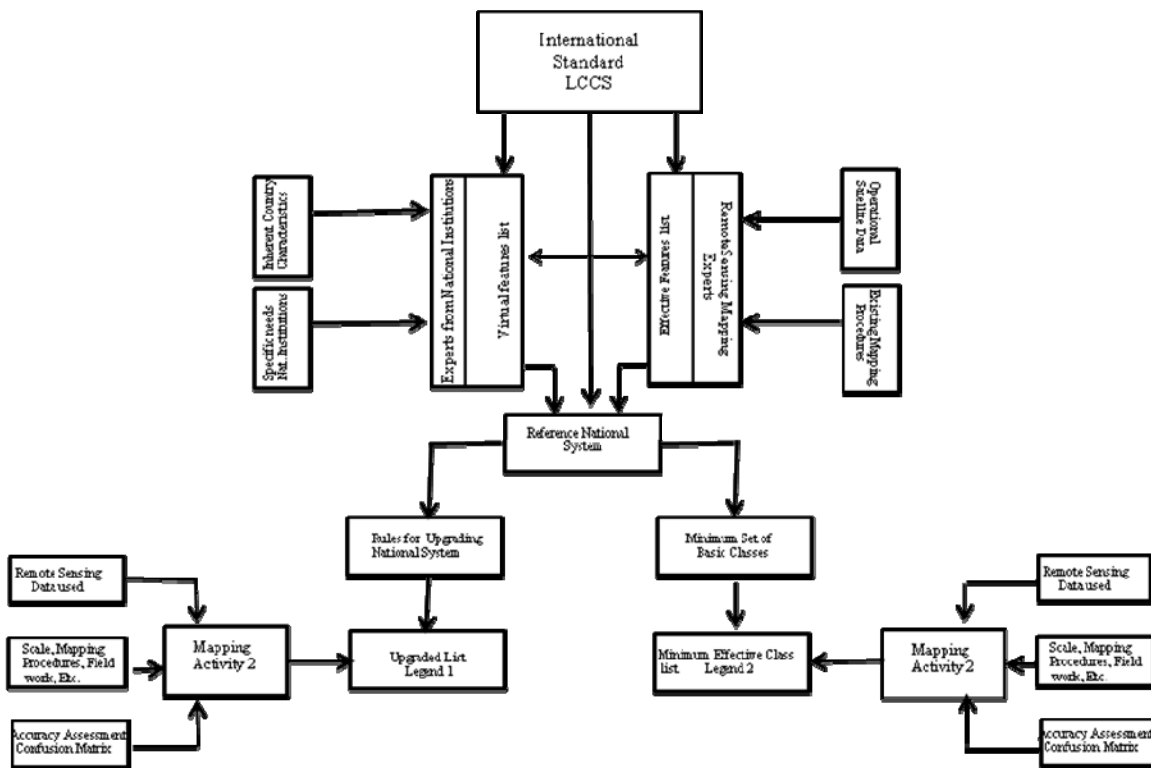 International
Standard
LCCS
Inherent Country
Characteristics
Specific needs
Nat. Institutions
Experts from National Institutions
Virtual features list
Effective Features list
Remote Sensing Mapping
Experts
Operational
Satellite Data
Existing Mapping
Procedures
Reference National
System
Rules for Upgrading
National System
Minimum Set of
Basic Classes
Remote Sensing
Data used
Scale, Mapping
Procedures, Field
work, Etc.
Accuracy Assessment
Confusion Matrix
Mapping
Activity 2
Upgraded List
Legend 1
Minimum Effective Class
list Legend 2
Mapping
Activity 2
Remote Sensing
Data used
Scale, Mapping
Procedures, Field
work, Etc.
Accuracy Assessment
Confusion Matrix